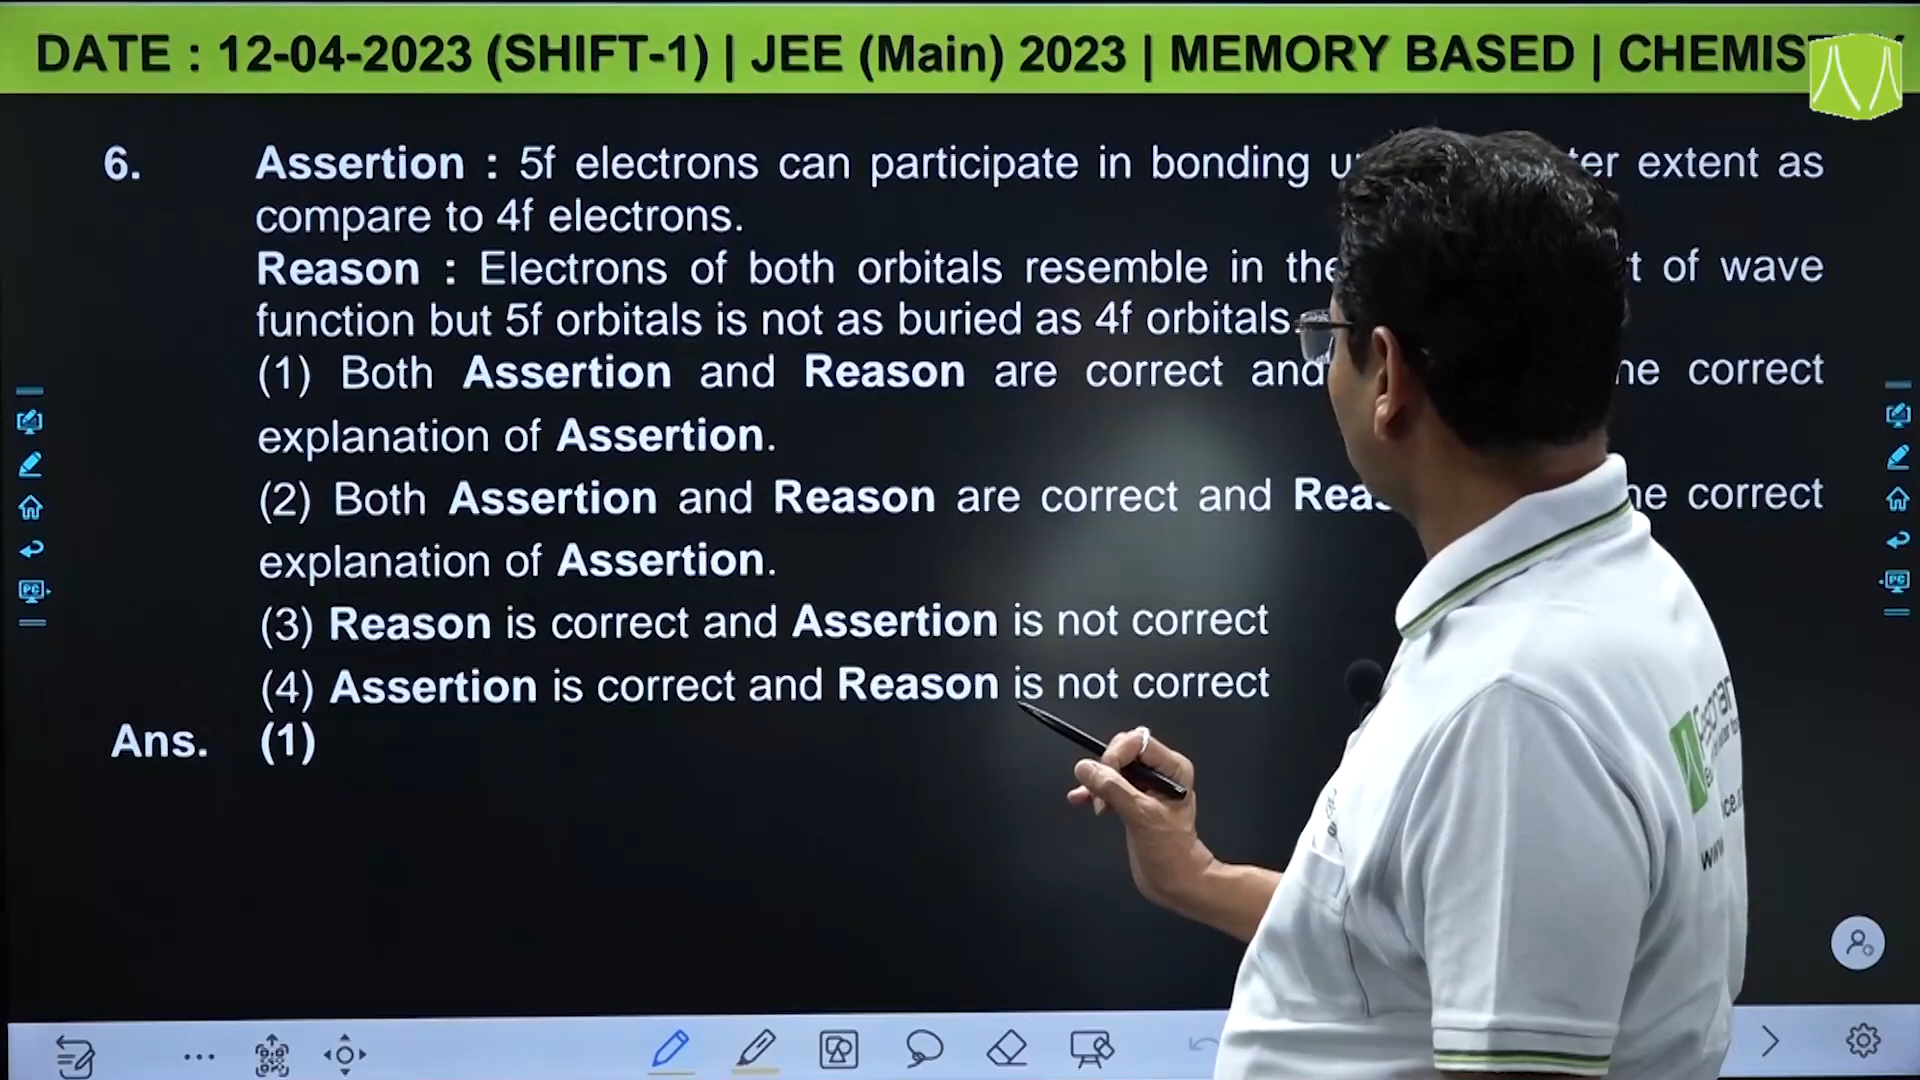 DATE : 12-04-2023 (SHIFT-1) | JEE (Main) 2023 | MEMORY BASED | CHEMIS
6. Assertion : 5f electrons can participate in bonding extent as
compare to 4f electrons.
Reason : Electrons of both orbitals resemble in the of wave
function but 5f orbitals is not as buried as 4f orbitals.
(1) Both Assertion and Reason are correct and correct
explanation of Assertion.
(2) Both Assertion and Reason are correct and correct
explanation of Assertion.
(3) Reason is correct and Assertion is not correct
(4) Assertion is correct and Reason is not correct
Ans. (1)
PC
PC
www